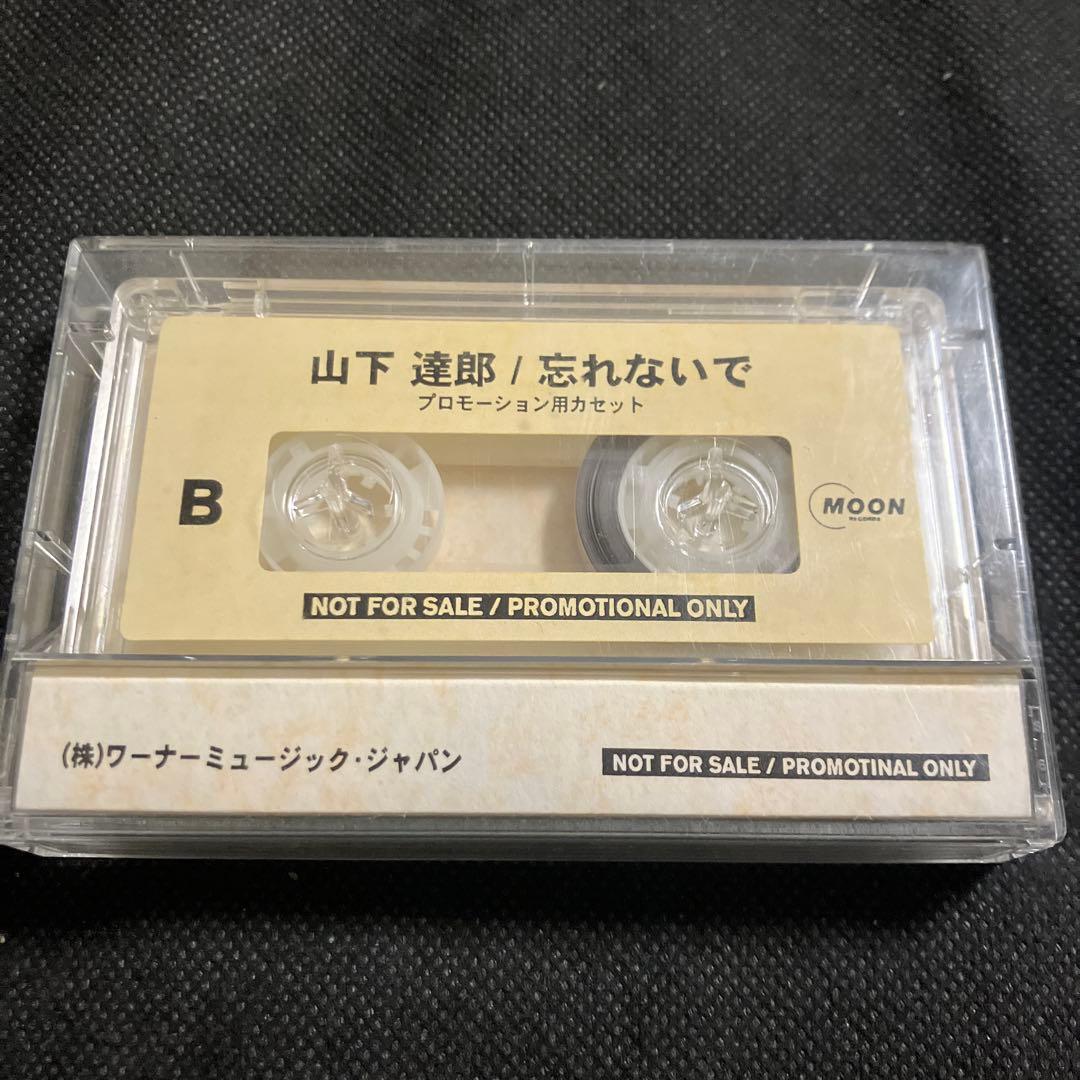 山下 達郎 / 忘れないで
プロモーション用カセット
B
MOON
RECORDS
NOT FOR SALE / PROMOTIONAL ONLY
(株)ワーナーミュージック・ジャパン
NOT FOR SALE / PROMOTINAL ONLY